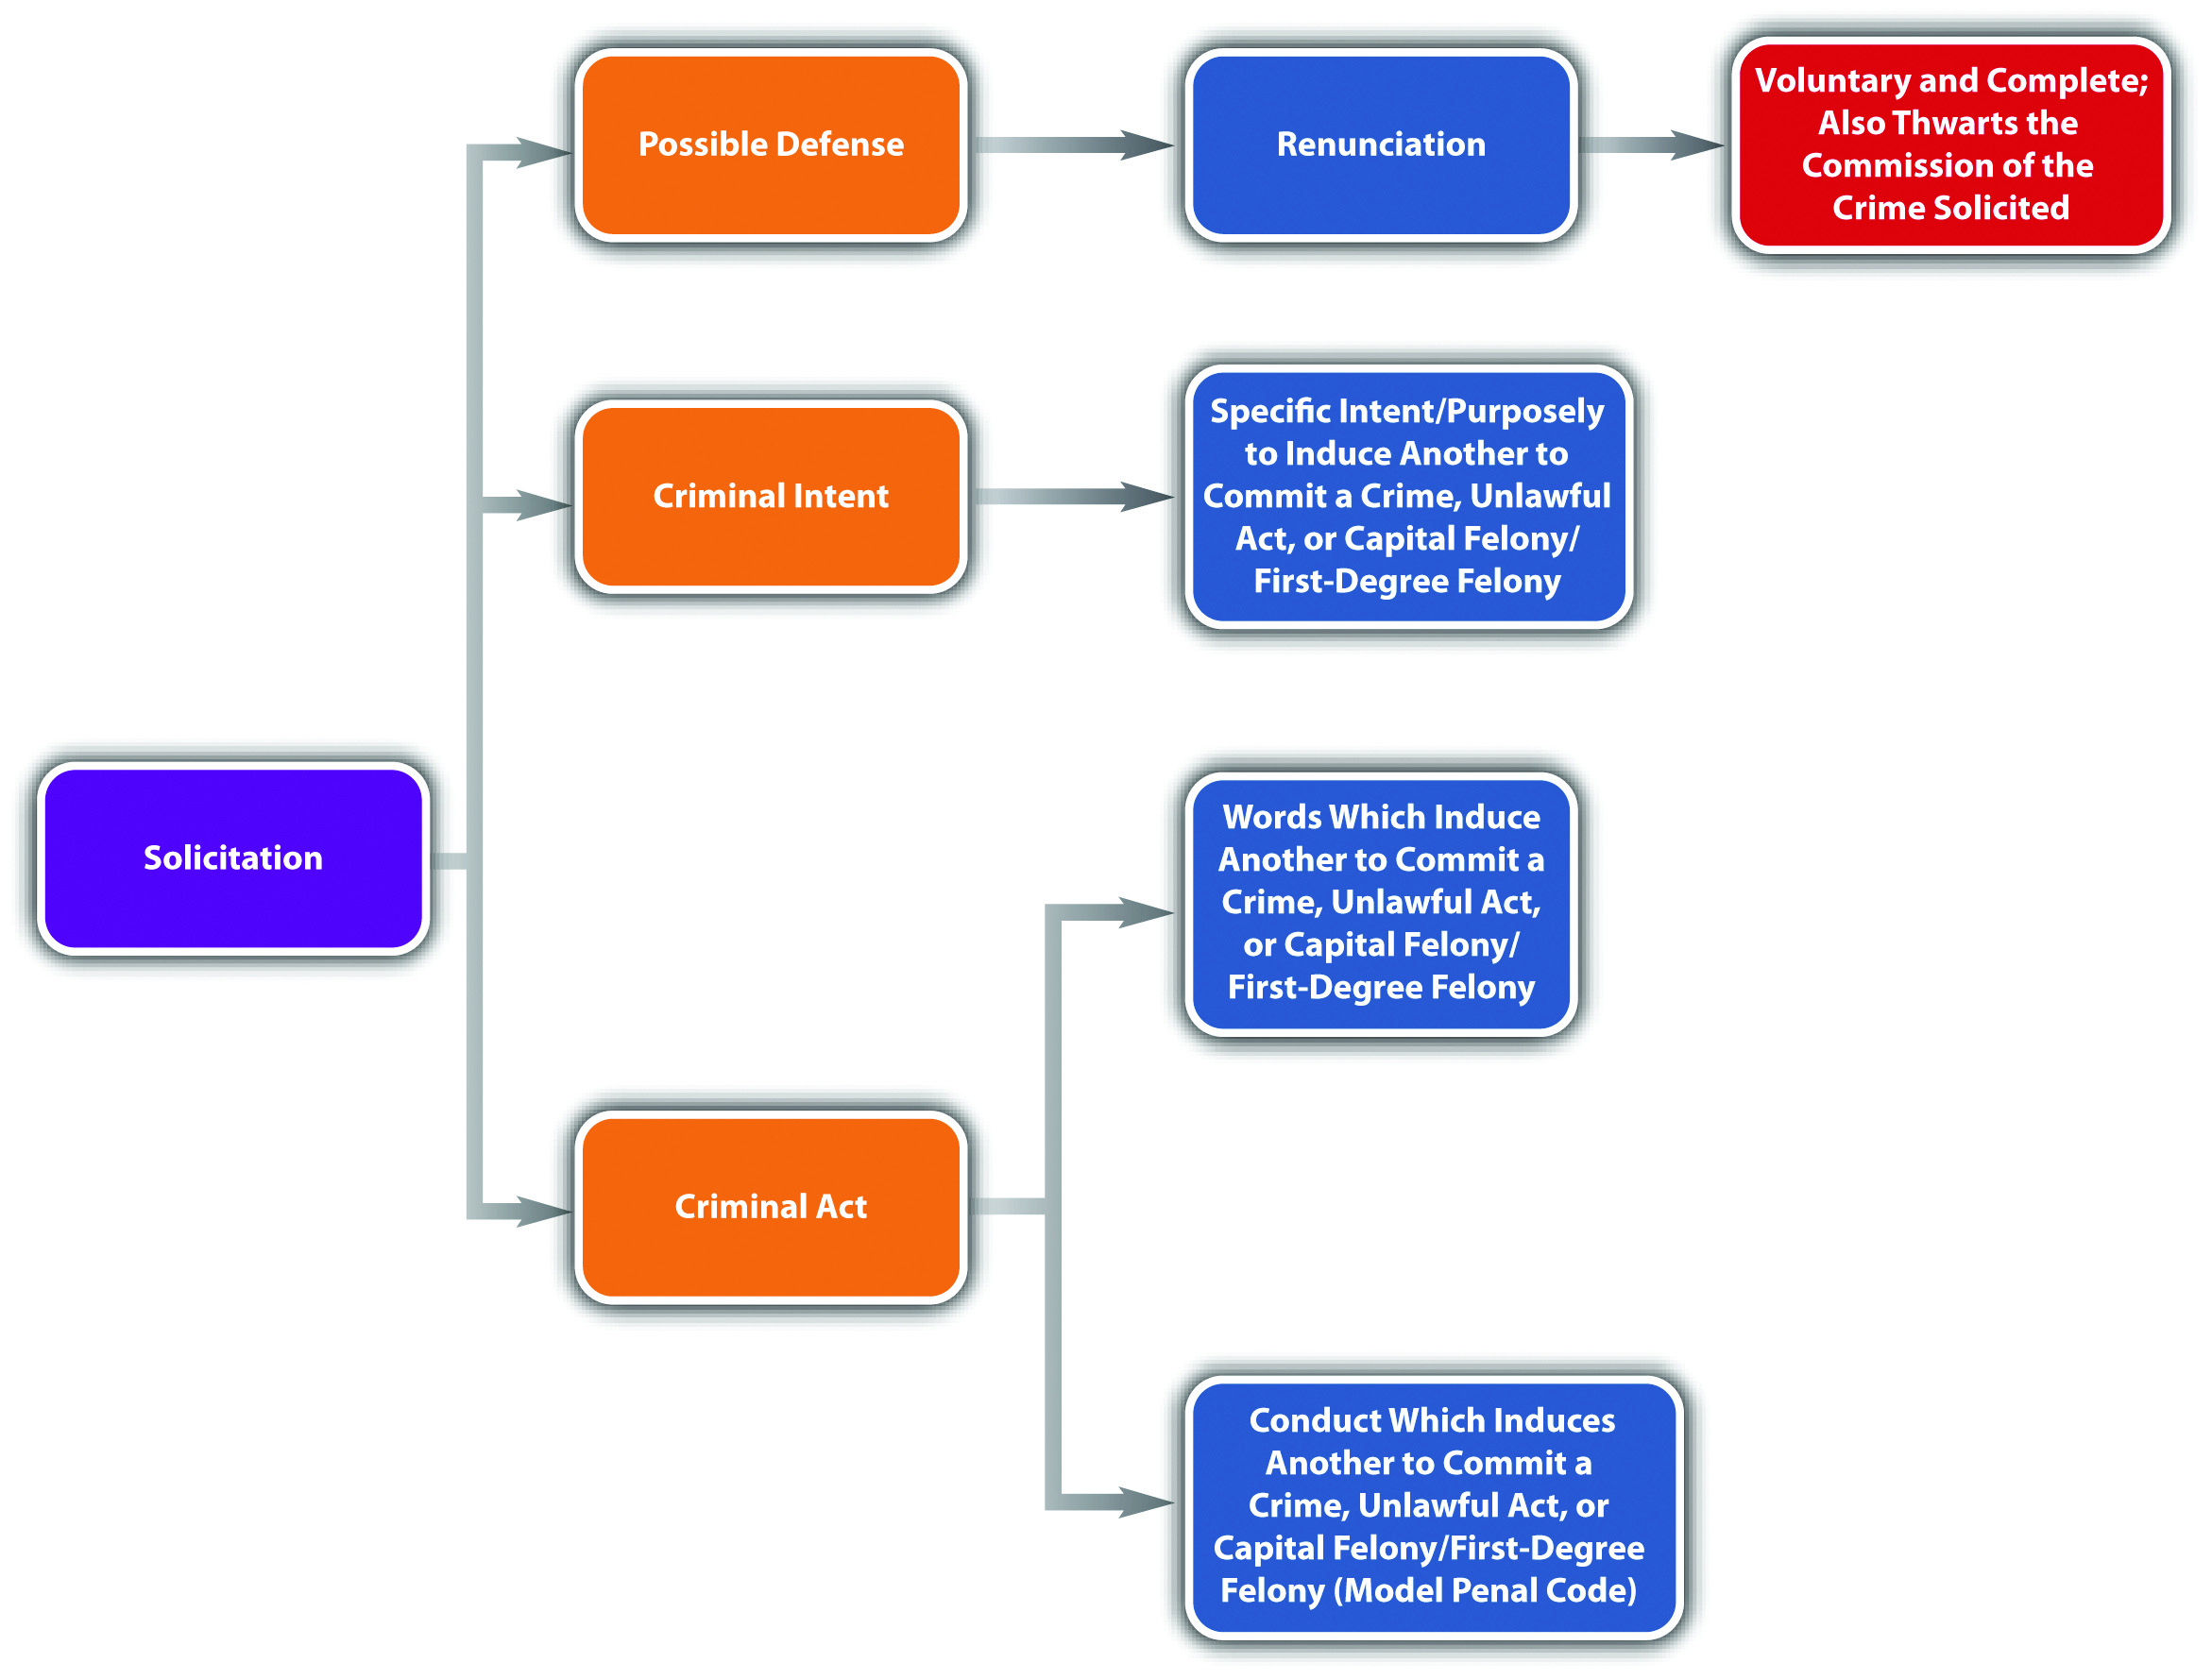 Possible Defense
Renunciation
Voluntary and Complete;
Also Thwarts the
Commission of the
Crime Solicited
Criminal Intent
Specific Intent/Purposely
to Induce Another to
Commit a Crime, Unlawful
Act, or Capital Felony/
First-Degree Felony
Solicitation
Words Which Induce
Another to Commit a
Crime, Unlawful Act,
or Capital Felony/
First-Degree Felony
Criminal Act
Conduct Which Induces
Another to Commit a
Crime, Unlawful Act, or
Capital Felony/First-Degree
Felony (Model Penal Code)